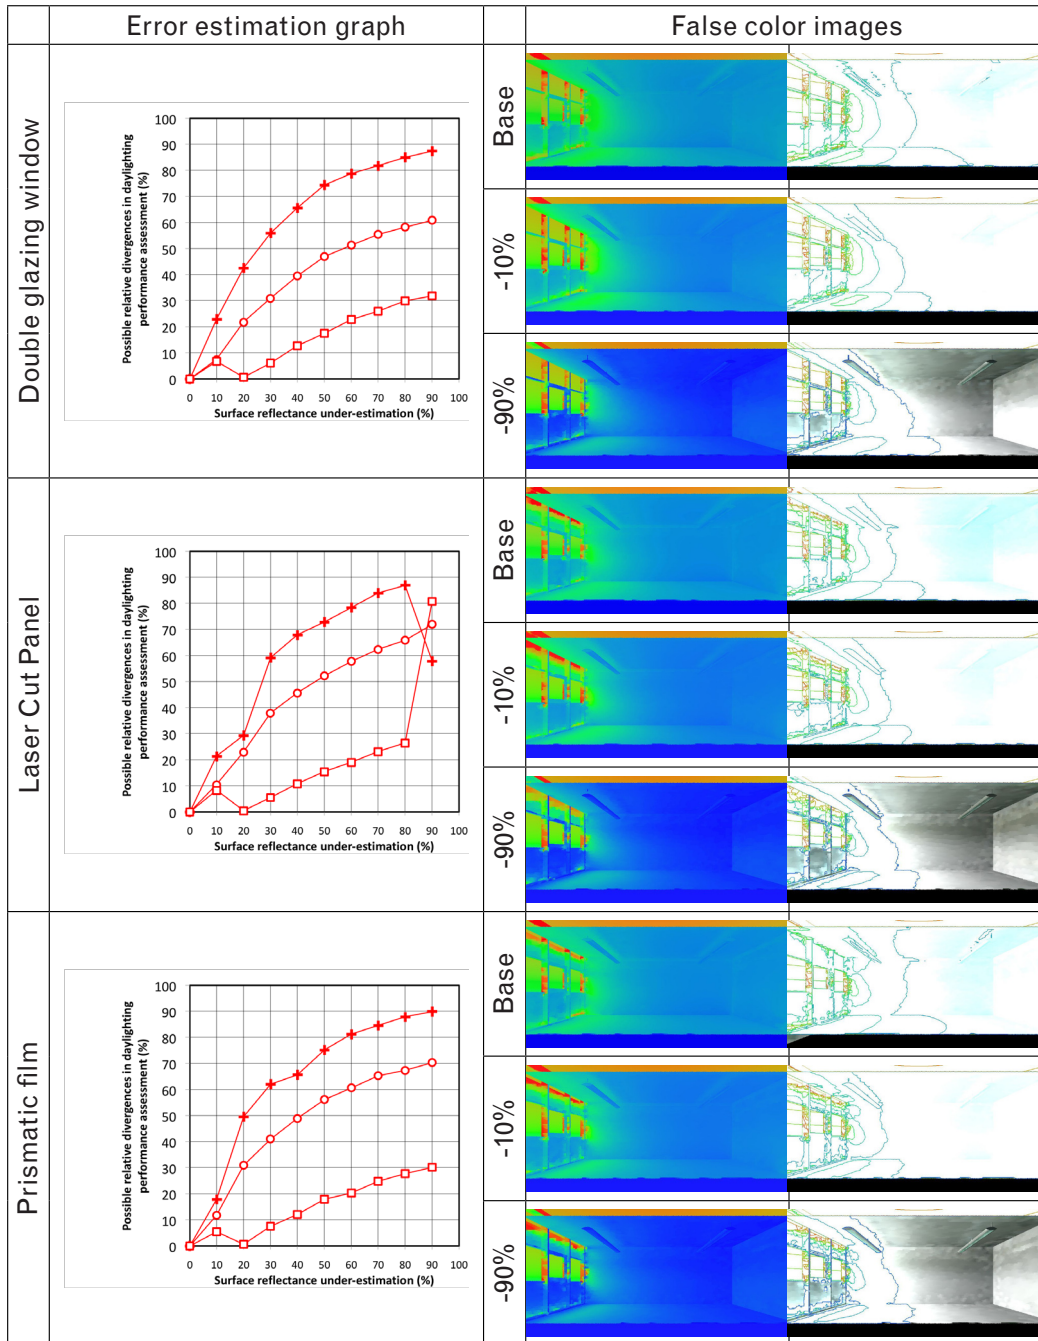 Error estimation graph
False color images
Double glazing window
Possible relative divergences in daylighting
performance assessment (%)
100
90
80
70
60
50
40
30
20
10
0
0 10 20 30 40 50 60 70 80 90 100
Surface reflectance under-estimation (%)
Base
-10%
-90%
Laser Cut Panel
Possible relative divergences in daylighting
performance assessment (%)
100
90
80
70
60
50
40
30
20
10
0
0 10 20 30 40 50 60 70 80 90 100
Surface reflectance under-estimation (%)
Base
-10%
-90%
Prismatic film
Possible relative divergences in daylighting
performance assessment (%)
100
90
80
70
60
50
40
30
20
10
0
0 10 20 30 40 50 60 70 80 90 100
Surface reflectance under-estimation (%)
Base
-10%
-90%